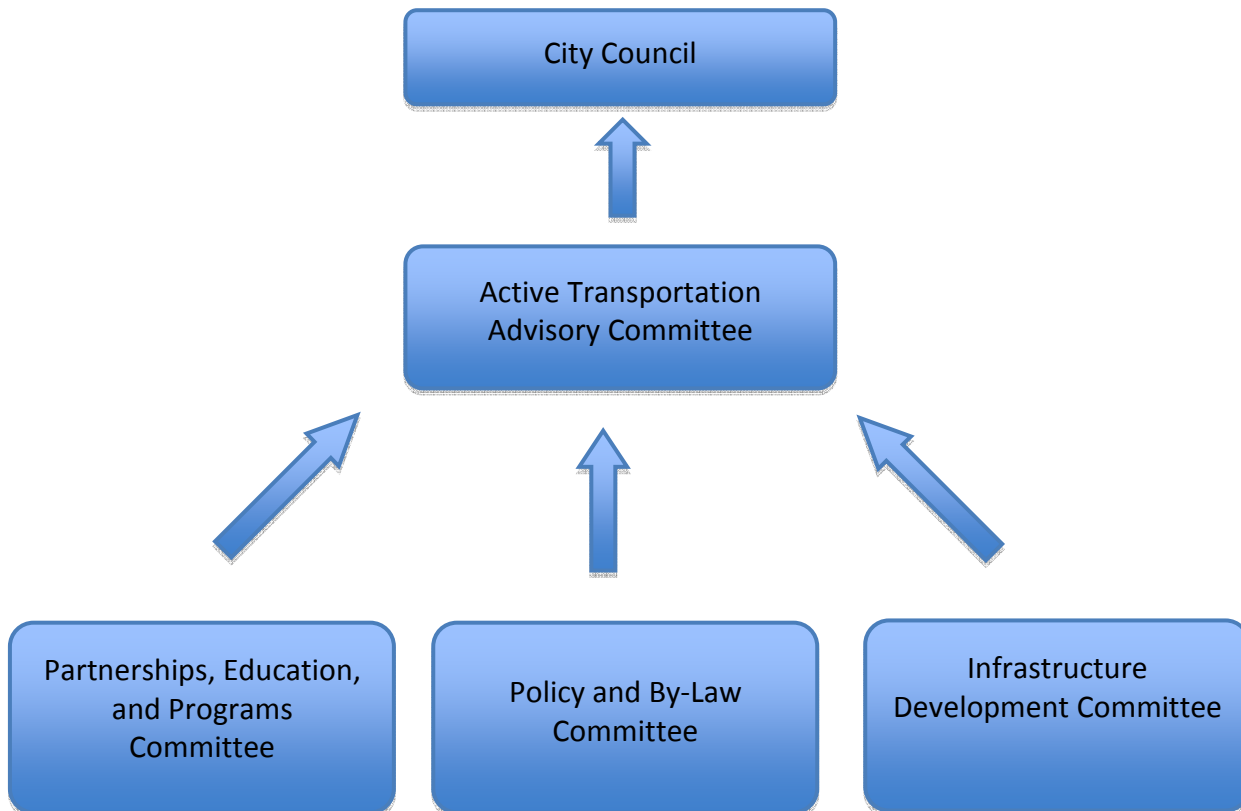 City Council
Active Transportation
Advisory Committee
Partnerships, Education,
and Programs
Committee
Policy and By-Law
Committee
Infrastructure
Development Committee